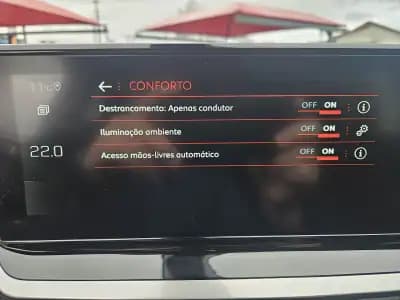 11°C
CONFORTO
Destrancamento: Apenas condutor OFF ON
Iluminação ambiente OFF ON
22.0
Acesso mãos-livres automático OFF ON